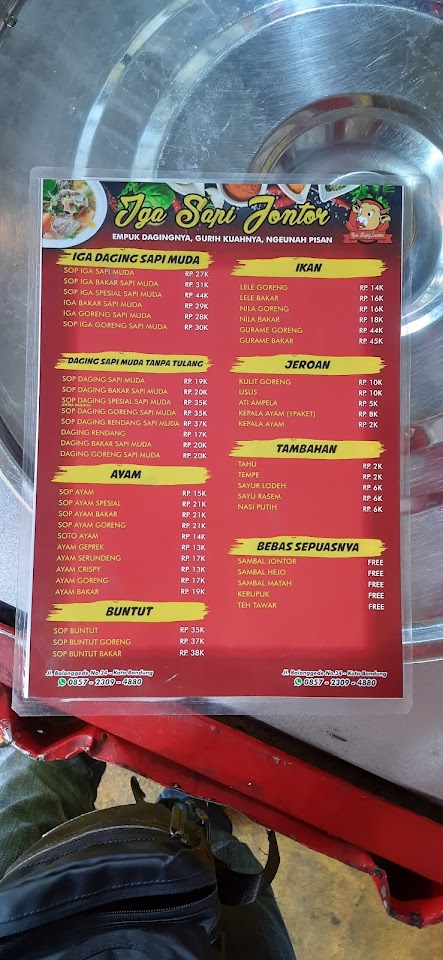 Iga Sapi Jontor
EMPUK DAGINGNYA, GURIH KUAHNYA, NGEUNAH PISAN
IGA DAGING SAPI MUDA
SOP IGA SAPI MUDA RP. 27K
SOP IGA BAKAR SAPI MUDA RP. 31K
SOP IGA SPESIAL SAPI MUDA RP. 44K
IGA BAKAR SAPI MUDA RP. 29K
IGA GORENG SAPI MUDA RP. 28K
SOP IGA GORENG SAPI MUDA RP. 30K
DAGING SAPI MUDA TANPA TULANG
SOP DAGING SAPI MUDA RP. 19K
SOP DAGING BAKAR SAPI MUDA RP. 20K
SOP DAGING SPESIAL SAPI MUDA RP. 35K
SOP DAGING GORENG SAPI MUDA RP. 35K
SOP DAGING RENDANG SAPI MUDA RP. 37K
DAGING RENDANG RP. 17K
DAGING BAKAR SAPI MUDA RP. 20K
DAGING GORENG SAPI MUDA RP. 20K
AYAM
SOP AYAM RP. 15K
SOP AYAM SPESIAL RP. 21K
SOP AYAM BAKAR RP. 21K
SOP AYAM GORENG RP. 21K
SOTO AYAM RP. 14K
AYAM GEPREK RP. 13K
AYAM SERUNDENG RP. 17K
AYAM CRISPY RP. 13K
AYAM GORENG RP. 17K
AYAM BAKAR RP. 19K
BUNTUT
SOP BUNTUT RP. 35K
SOP BUNTUT GORENG RP. 37K
SOP BUNTUT BAKAR RP. 38K
Jl. Balonggede No.34 - Kota Bandung
0857 - 2309 - 4880
IKAN
LELE GORENG RP. 14K
LELE BAKAR RP. 16K
NILA GORENG RP. 16K
NILA BAKAR RP. 18K
GURAME GORENG RP. 44K
GURAME BAKAR RP. 45K
JEROAN
KULIT GORENG RP. 10K
USUS RP. 10K
ATI AMPELA RP. 5K
KEPALA AYAM (1PAKET) RP. 8K
KEPALA AYAM RP. 2K
TAMBAHAN
TAHU RP. 2K
TEMPE RP. 2K
SAYUR LODEH RP. 6K
SAYU RASEM RP. 6K
NASI PUTIH RP. 6K
BEBAS SEPUASNYA
SAMBAL JONTOR FREE
SAMBAL HEJO FREE
SAMBAL MATAH FREE
KERUPUK FREE
TEH TAWAR FREE
Jl. Balonggede No.34 - Kota Bandung
0857 - 2309 - 4880